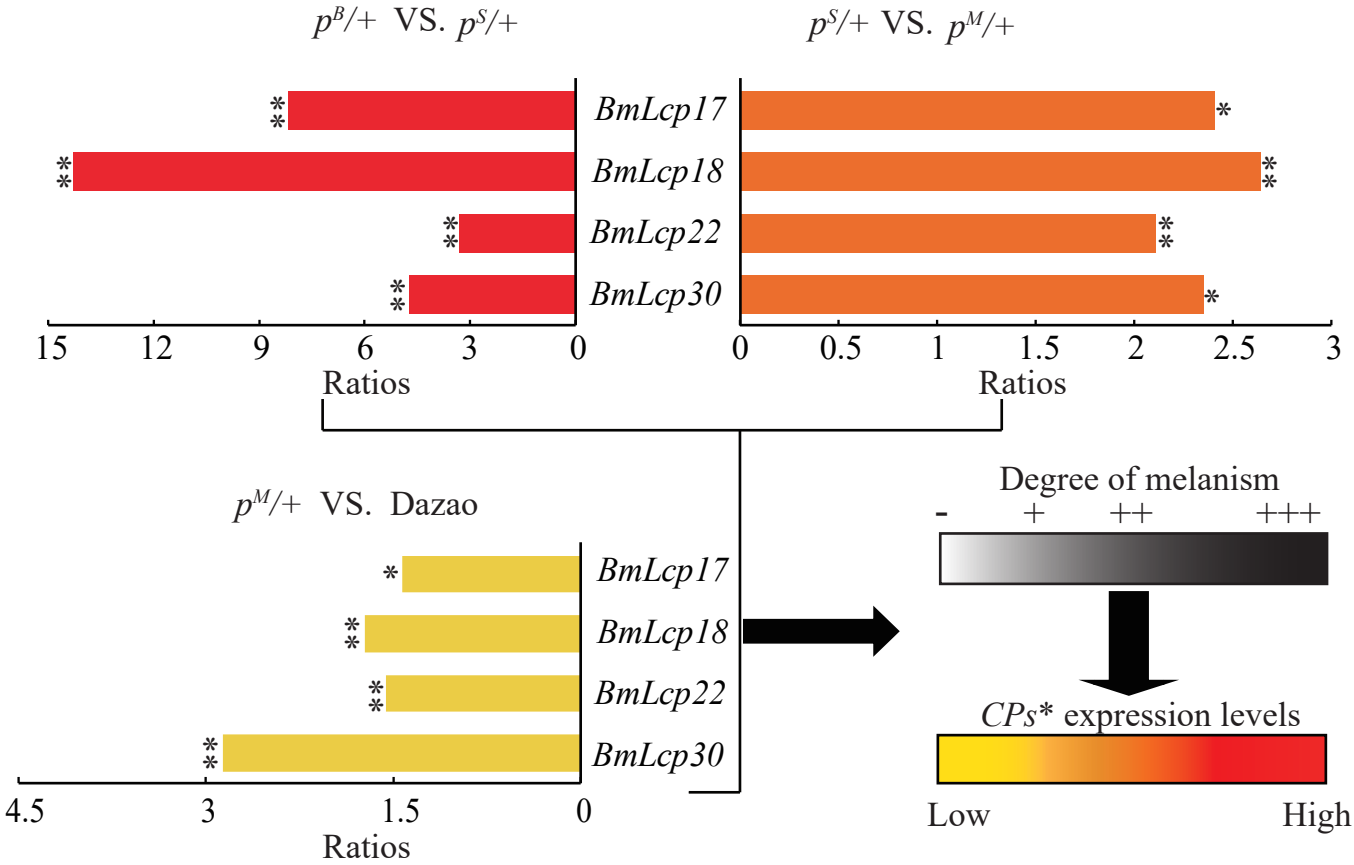 p^B/+ VS. p^S/+
**
BmLcp17
**
BmLcp18
**
BmLcp22
**
BmLcp30
15 12 9 6 3 0
Ratios
p^S/+ VS. p^M/+
*
**
**
*
0 0.5 1 1.5 2 2.5 3
Ratios
p^M/+ VS. Dazao
* BmLcp17
** BmLcp18
** BmLcp22
** BmLcp30
4.5 3 1.5 0
Ratios
Degree of melanism
- + ++ +++
CPs* expression levels
Low High